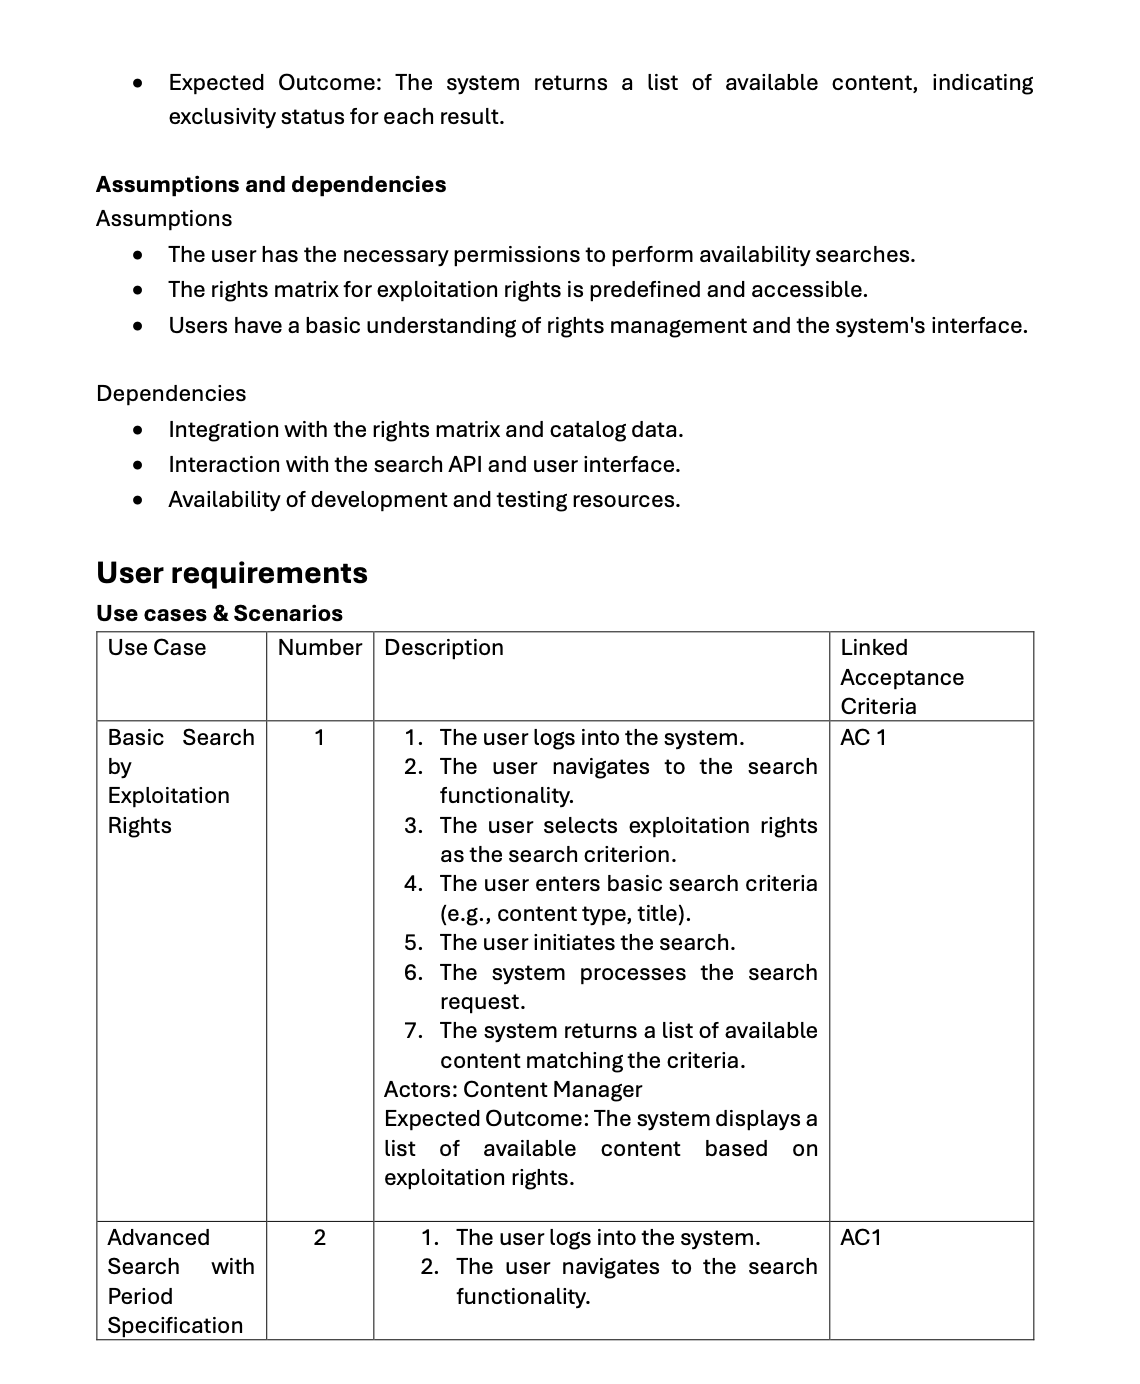 • Expected Outcome: The system returns a list of available content, indicating
exclusivity status for each result.
Assumptions and dependencies
Assumptions
• The user has the necessary permissions to perform availability searches.
• The rights matrix for exploitation rights is predefined and accessible.
• Users have a basic understanding of rights management and the system's interface.
Dependencies
• Integration with the rights matrix and catalog data.
• Interaction with the search API and user interface.
• Availability of development and testing resources.
User requirements
Use cases & Scenarios
Use Case
Number
Description
Linked
Acceptance
Criteria
Basic Search
by
Exploitation
Rights
1
1. The user logs into the system.
2. The user navigates to the search
functionality.
3. The user selects exploitation rights
as the search criterion.
4. The user enters basic search criteria
(e.g., content type, title).
5. The user initiates the search.
6. The system processes the search
request.
7. The system returns a list of available
content matching the criteria.
Actors: Content Manager
Expected Outcome: The system displays a
list of available content based on
exploitation rights.
AC 1
Advanced
Search with
Period
Specification
2
1. The user logs into the system.
2. The user navigates to the search
functionality.
AC1